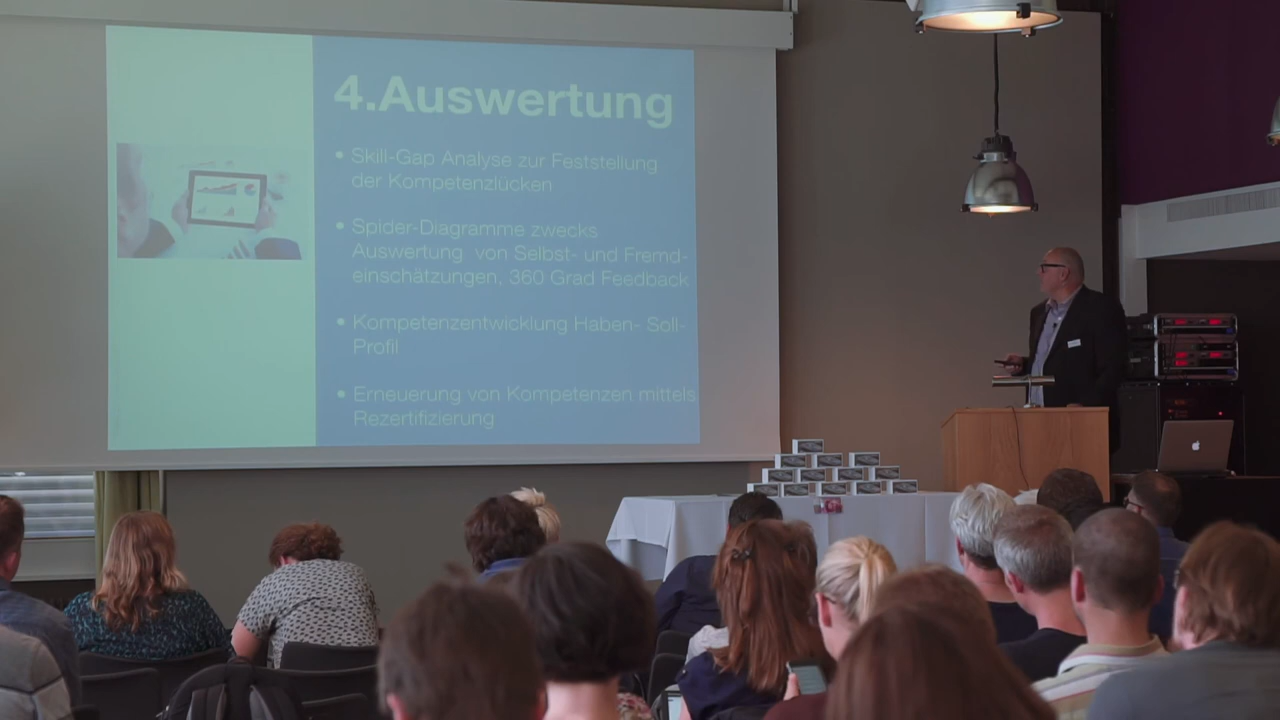 4.Auswertung
• Skill-Gap Analyse zur Feststellung
der Kompetenzlücken
• Spider-Diagramme zwecks
Auswertung von Selbst- und Fremd-
einschätzungen, 360 Grad Feedback
• Kompetenzentwicklung Haben- Soll-
Profil
• Erneuerung von Kompetenzen mittels
Rezertifizierung